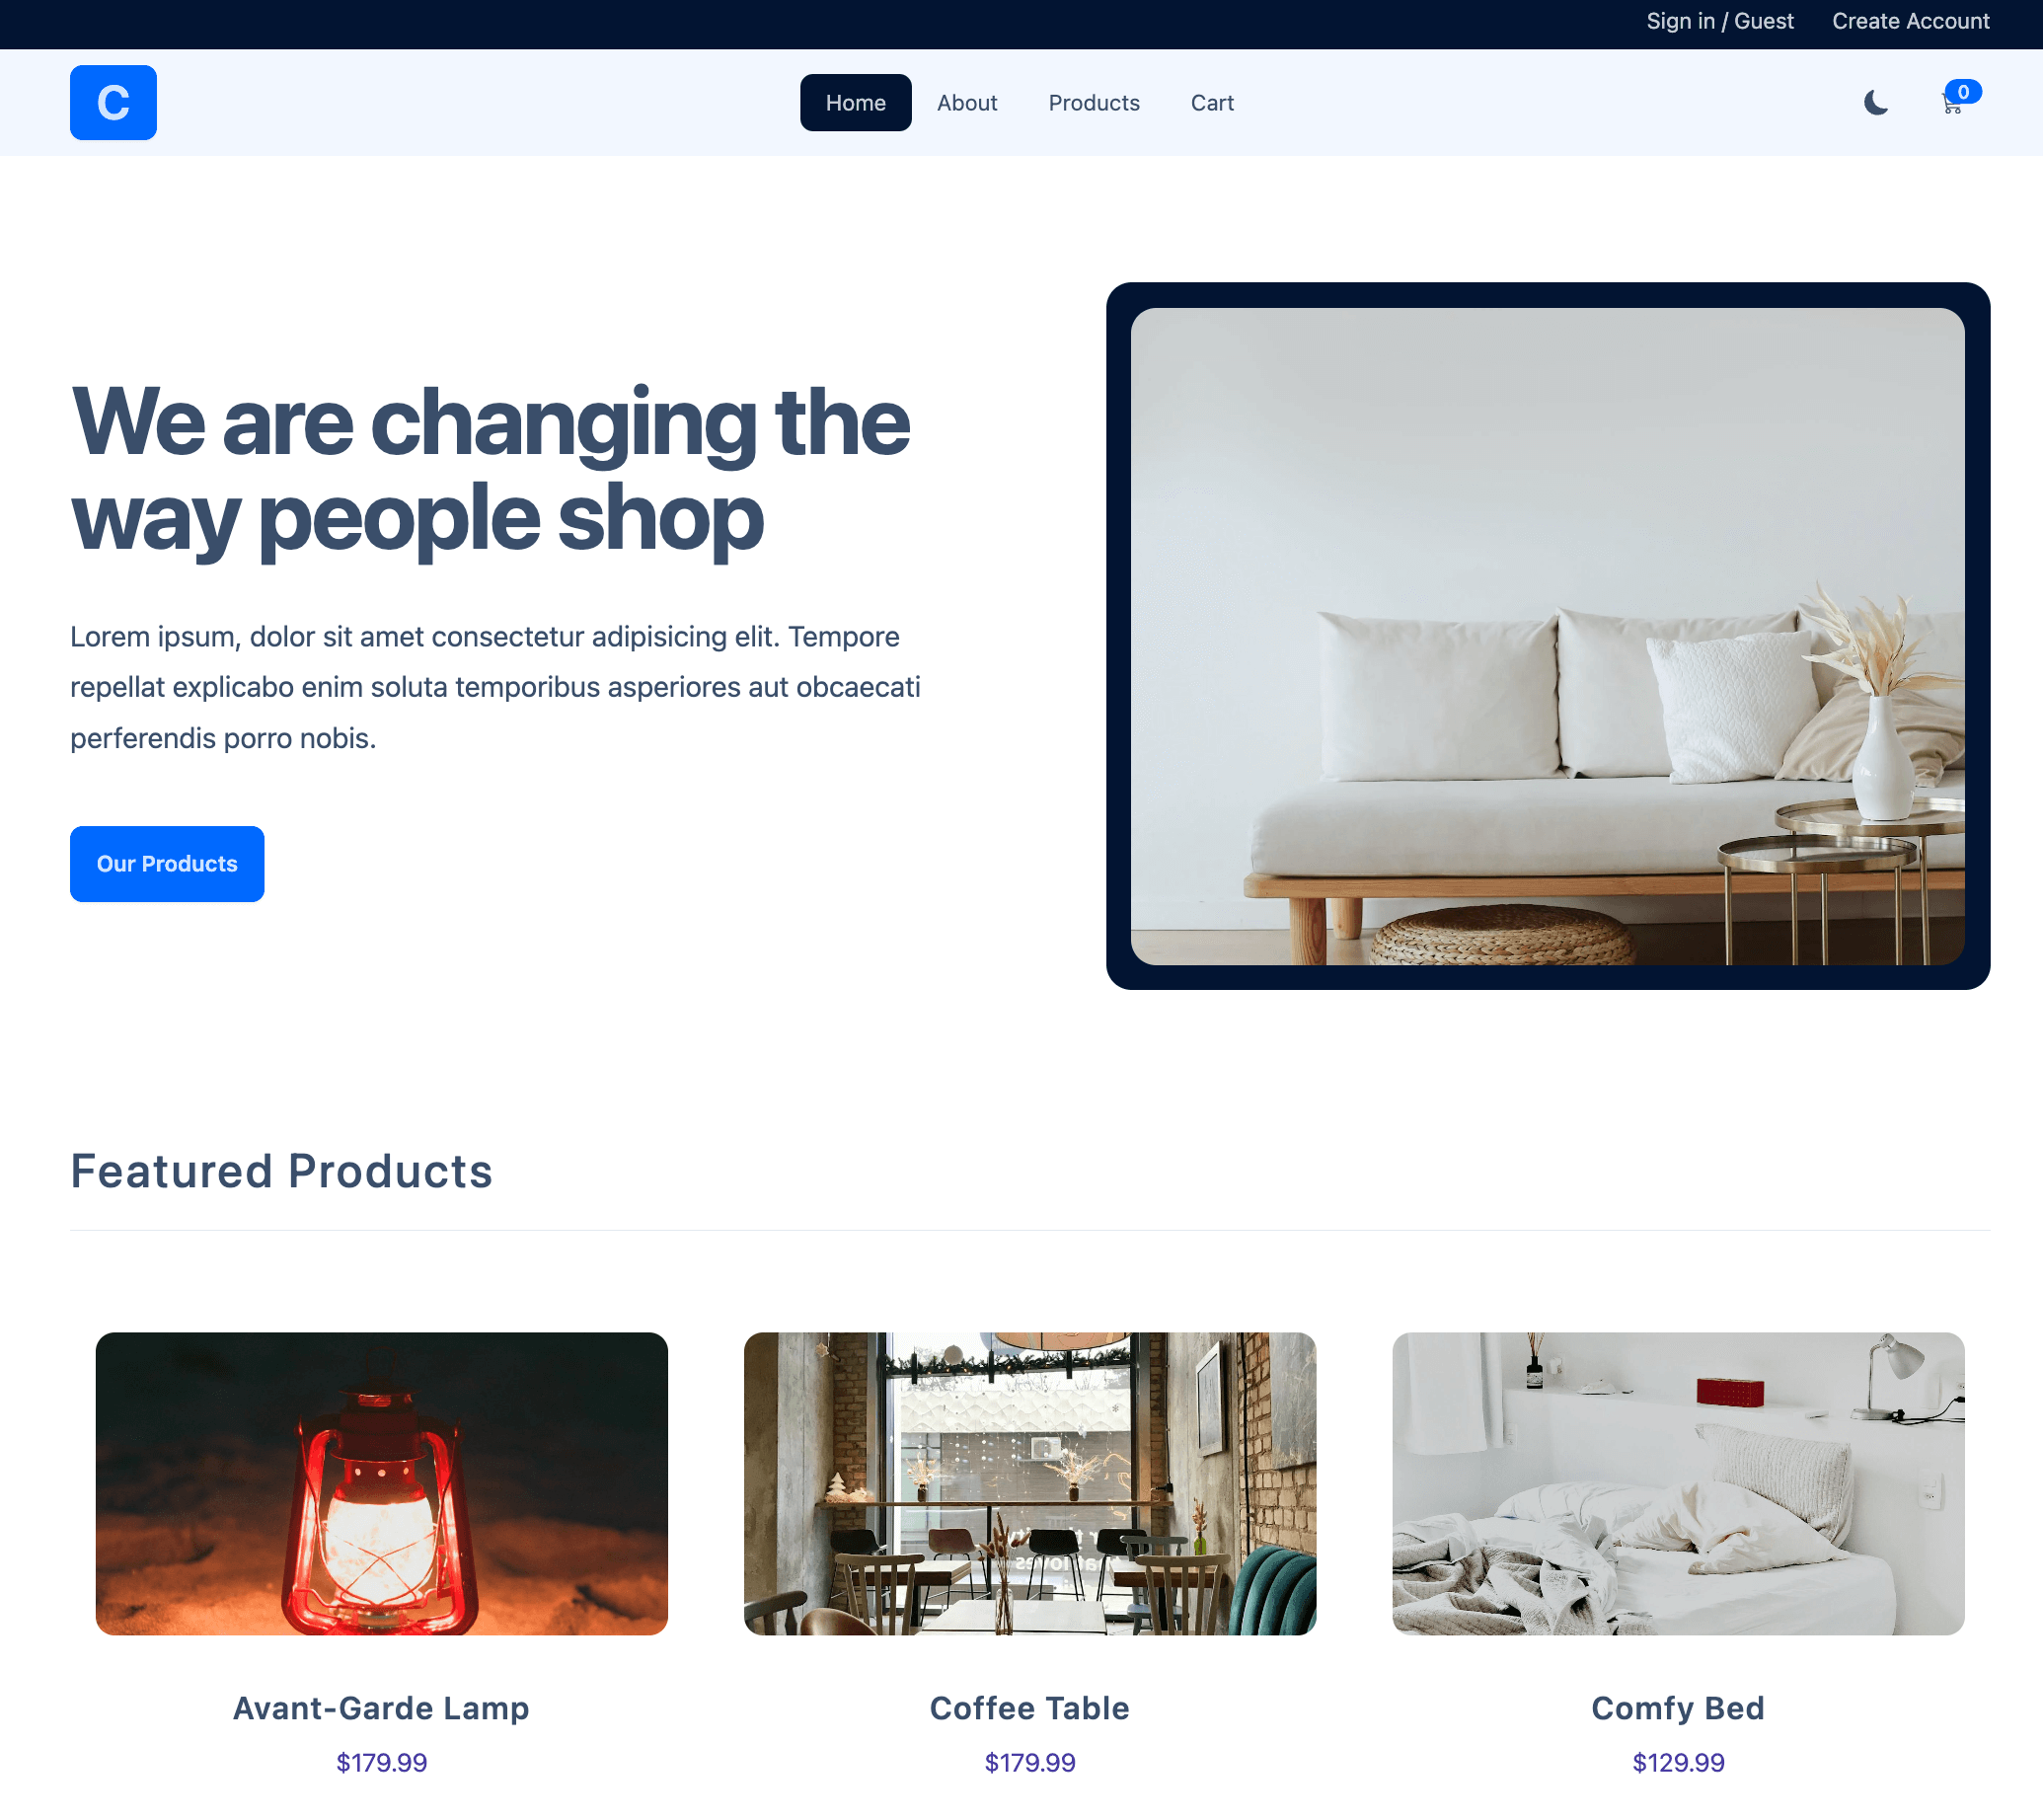 Sign in / Guest Create Account
C
Home About Products Cart
0
We are changing the
way people shop
Lorem ipsum, dolor sit amet consectetur adipisicing elit. Tempore
repellat explicabo enim soluta temporibus asperiores aut obcaecati
perferendis porro nobis.
Our Products
Featured Products
Avant-Garde Lamp
$179.99
Coffee Table
$179.99
Comfy Bed
$129.99